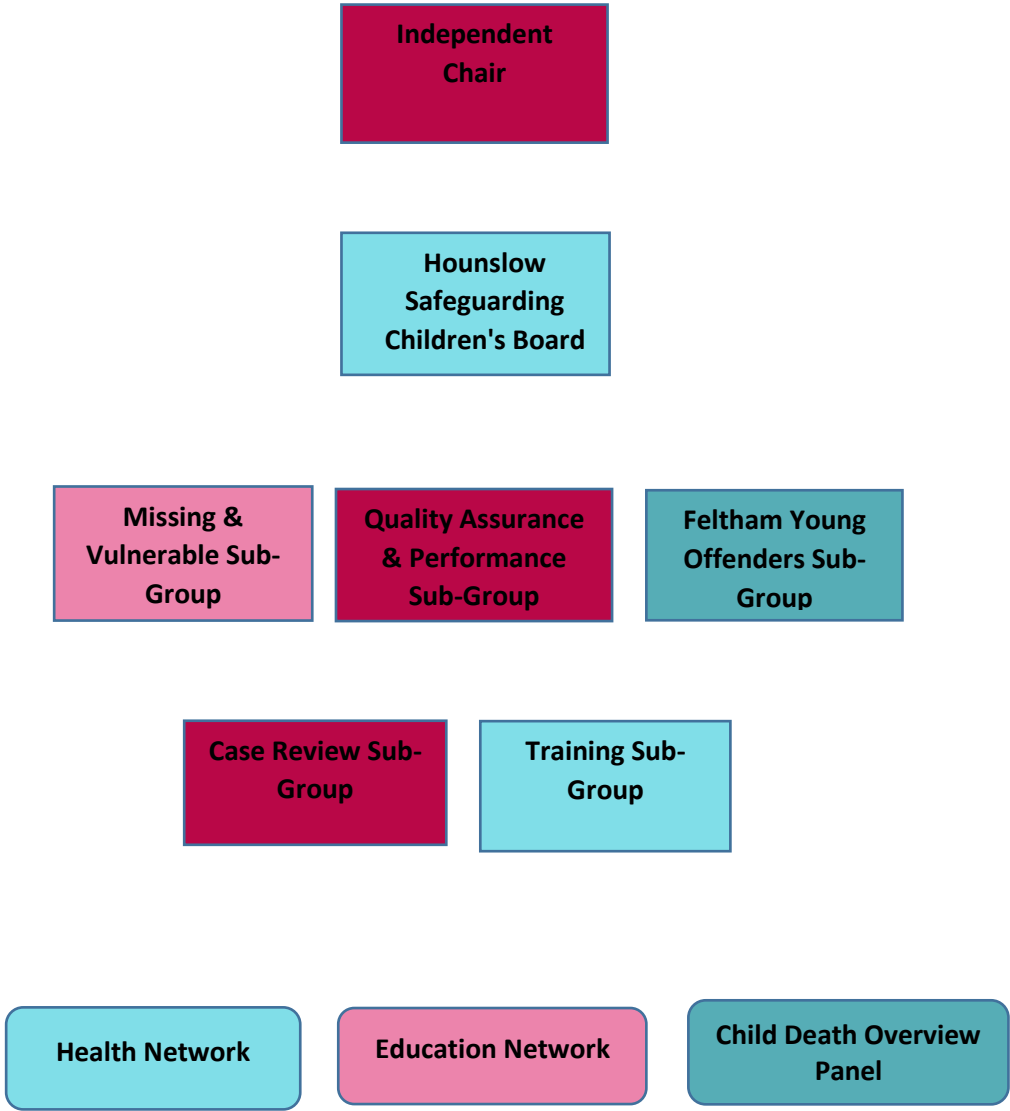 Independent
Chair
Hounslow
Safeguarding
Children's Board
Missing &
Vulnerable Sub-
Group
Quality Assurance
& Performance
Sub-Group
Feltham Young
Offenders Sub-
Group
Case Review Sub-
Group
Training Sub-
Group
Health Network
Education Network
Child Death Overview
Panel